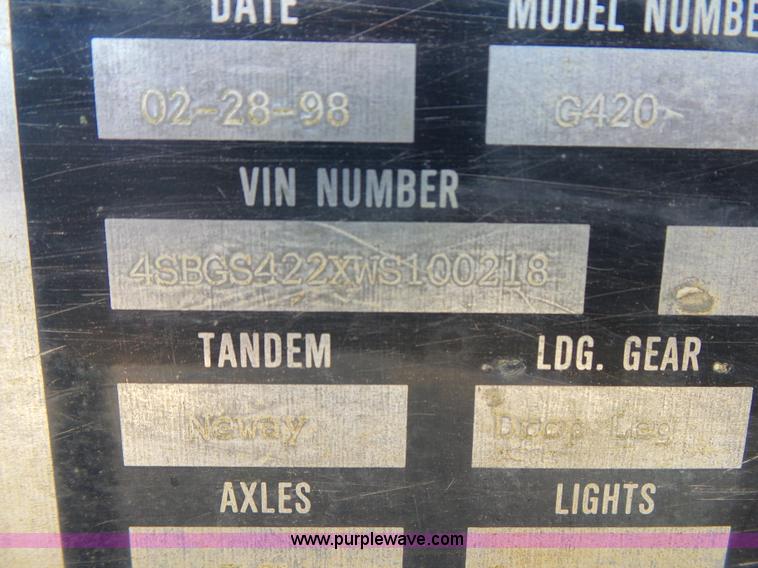 DATE MODEL NUMBE
02-28-98 G420
VIN NUMBER
4SBGS422XWS100218
TANDEM LDG. GEAR
Neway Drop Leg
AXLES LIGHTS
www.purplewave.com